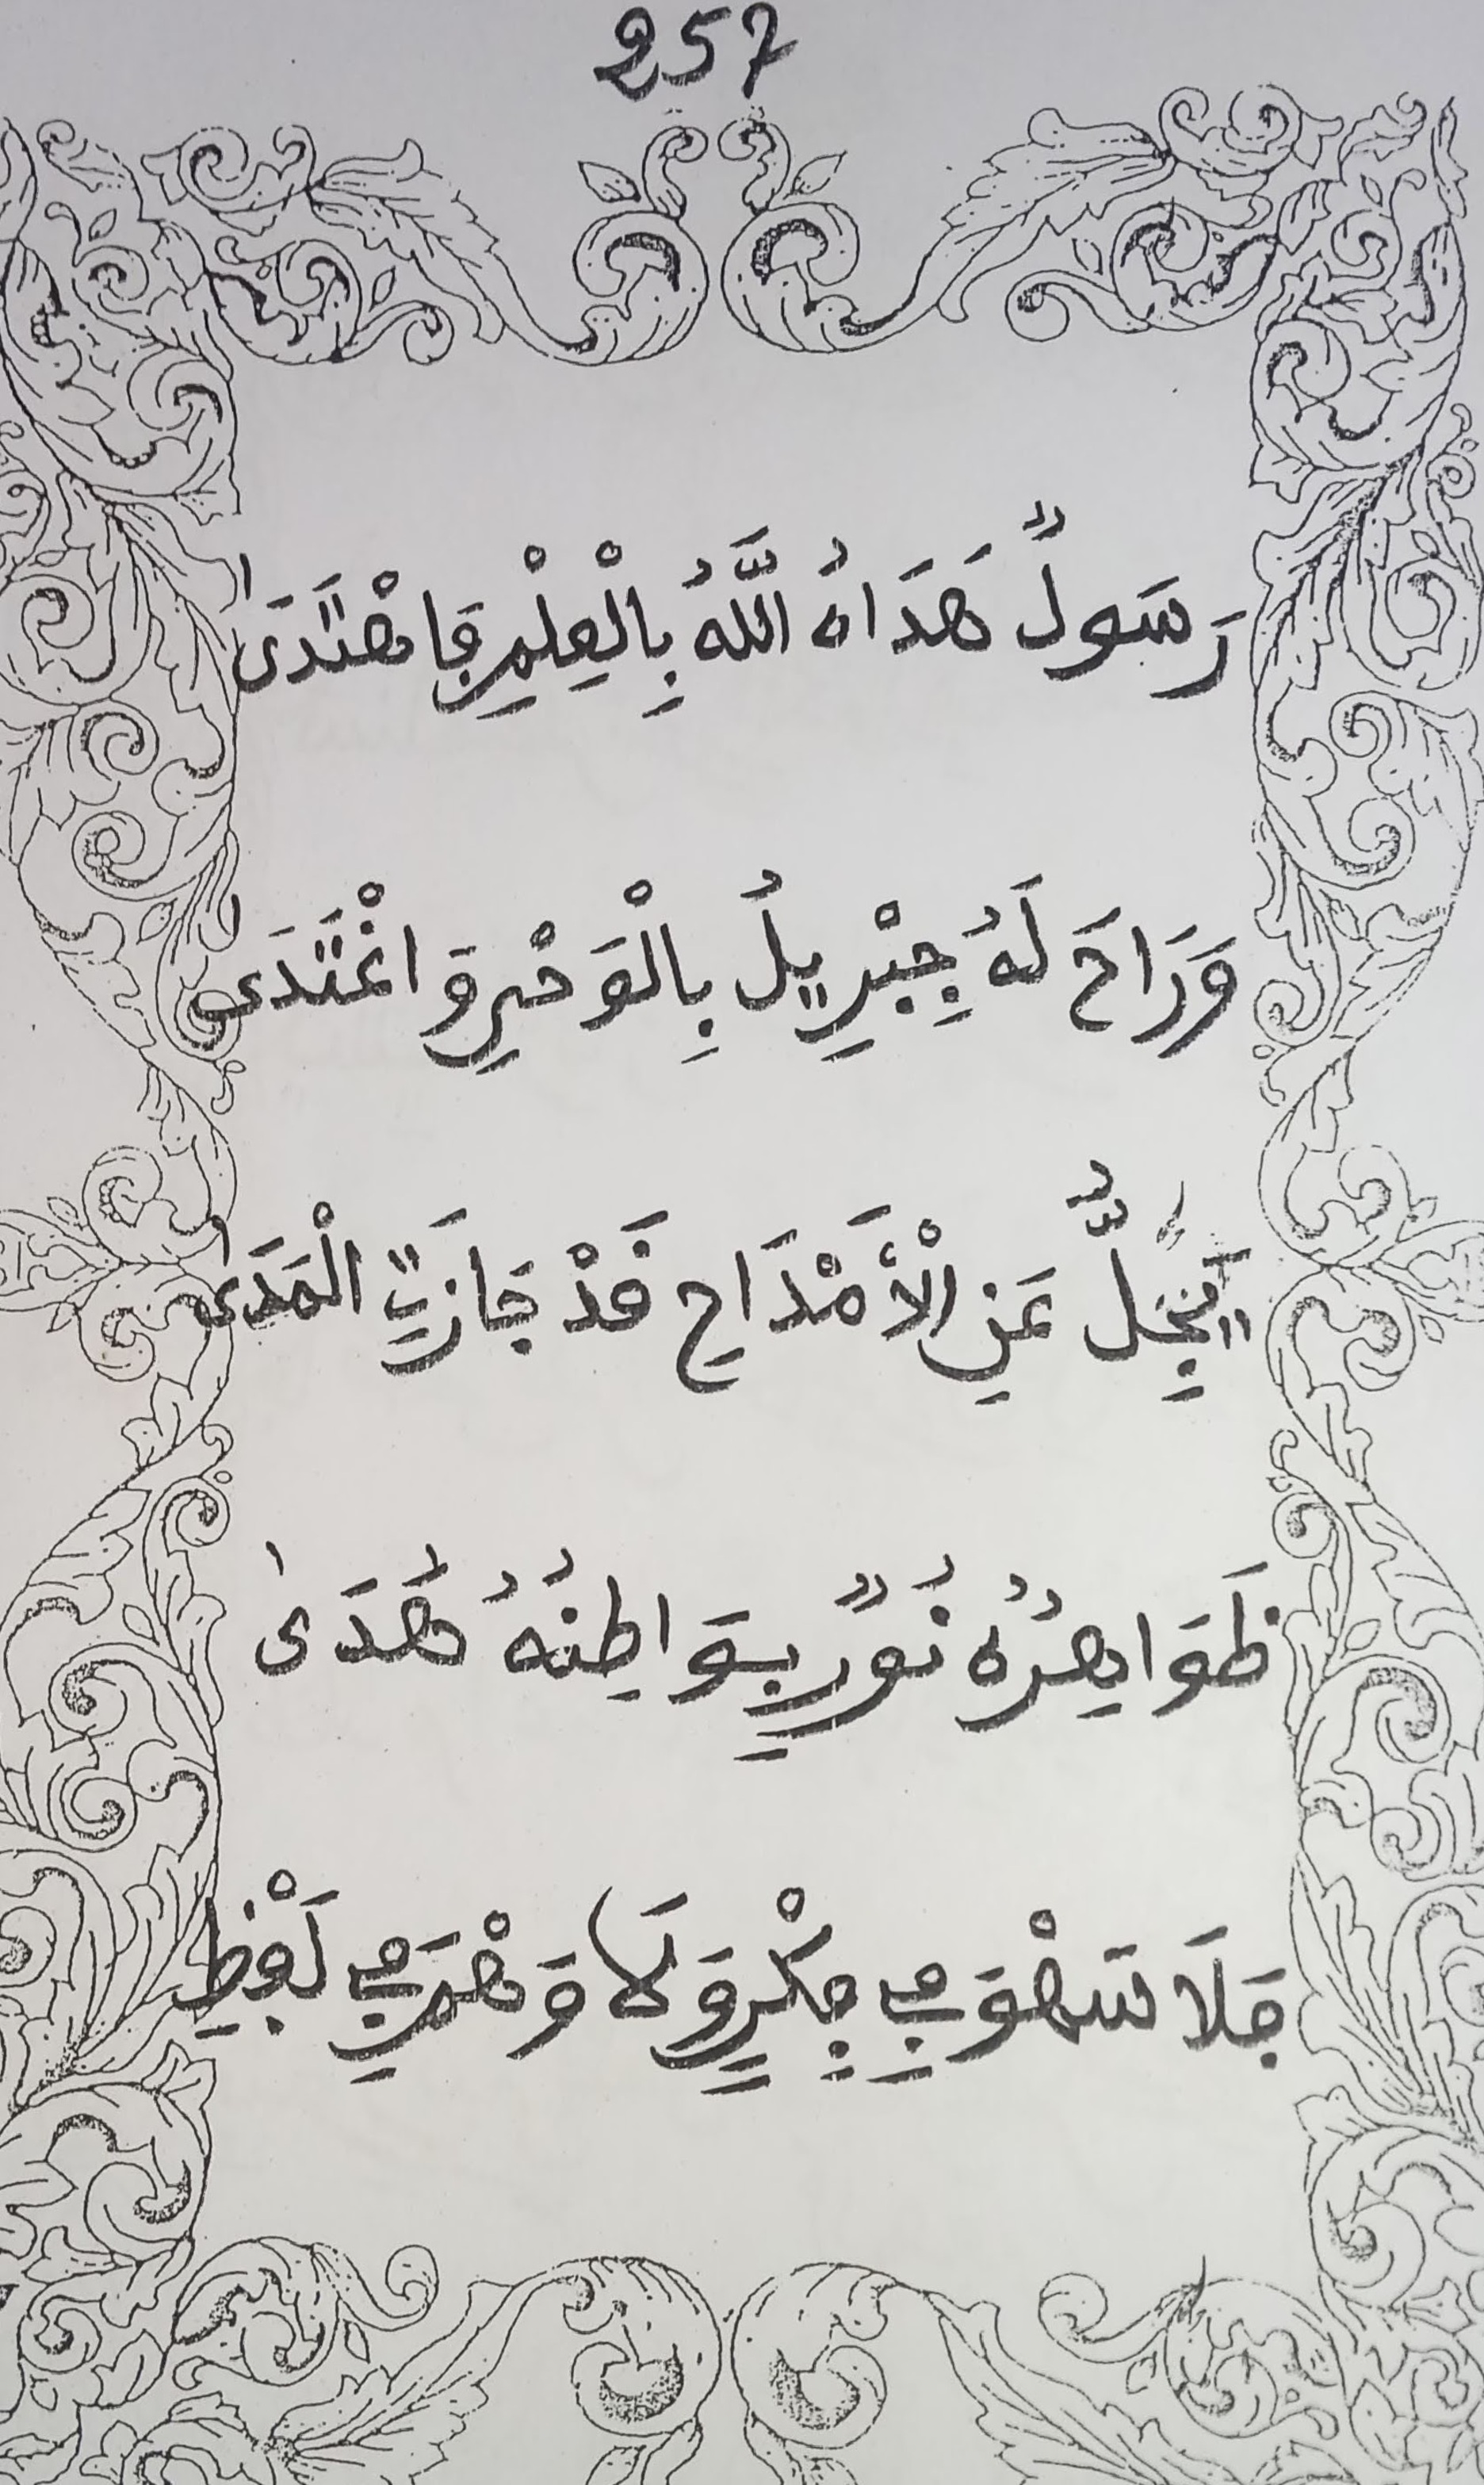 257
رَسُولٌ هَدَاهُ اللَّهُ بِالْعِلْمِ فَاهْتَدَىٰ
وَرَاحَ لَهُ جِبْرِيلُ بِالْوَحْيِ وَاغْتَدَى
يَجِلُّ عَنِ الْأَمْدَاحِ قَدْ جَازَتِ الْمَدَىٰ
ظَوَاهِرُهُ نُورٌ بَوَاطِنُهُ هُدَىٰ
فَلَا سَهْوَ فِي فِكْرٍ وَلَا وَهْمَ فِي لَفْظِ